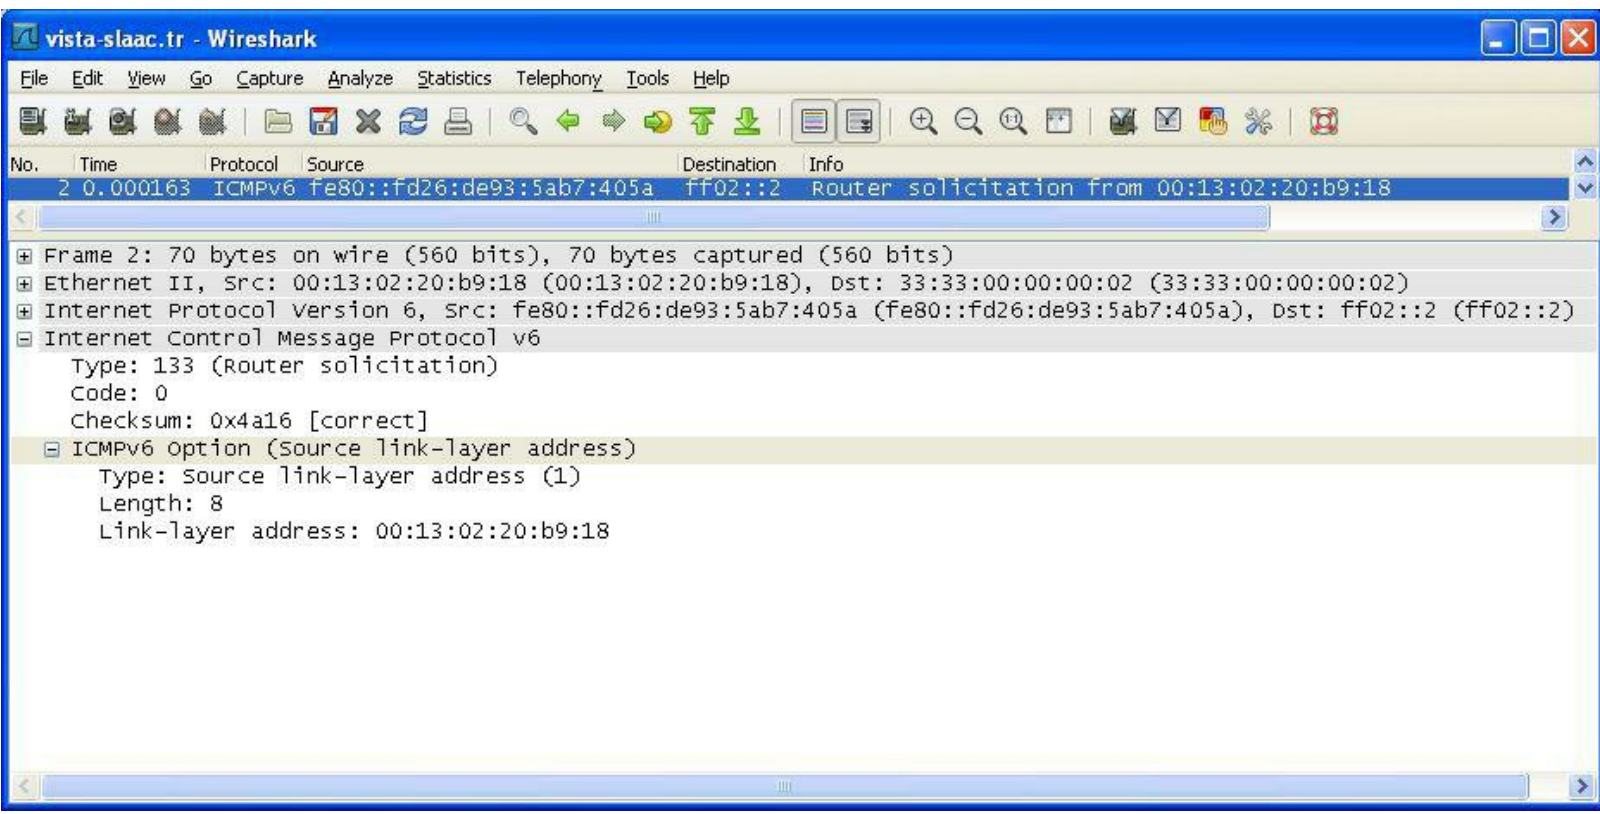 vista-slaac.tr - Wireshark
File Edit View Go Capture Analyze Statistics Telephony Tools Help
No. Time Protocol Source Destination Info
2 0.000163 ICMPv6 fe80::fd26:de93:5ab7:405a ff02::2 Router solicitation from 00:13:02:20:b9:18
Frame 2: 70 bytes on wire (560 bits), 70 bytes captured (560 bits)
Ethernet II, Src: 00:13:02:20:b9:18 (00:13:02:20:b9:18), Dst: 33:33:00:00:00:02 (33:33:00:00:00:02)
Internet Protocol Version 6, Src: fe80::fd26:de93:5ab7:405a (fe80::fd26:de93:5ab7:405a), Dst: ff02::2 (ff02::2)
Internet Control Message Protocol v6
Type: 133 (Router solicitation)
Code: 0
Checksum: 0x4a16 [correct]
ICMPv6 Option (Source link-layer address)
Type: Source link-layer address (1)
Length: 8
Link-layer address: 00:13:02:20:b9:18